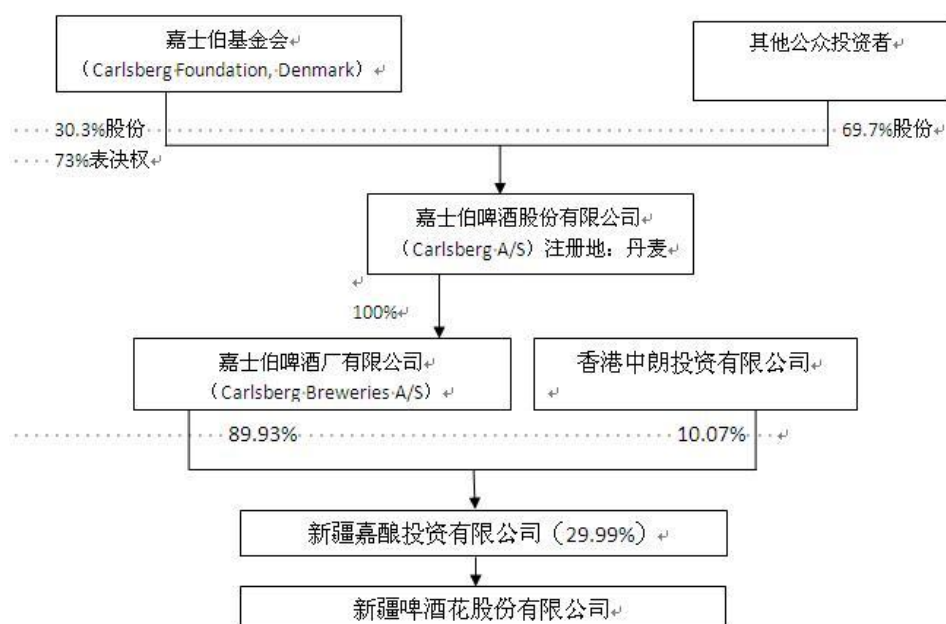 嘉士伯基金会
(Carlsberg Foundation, Denmark)
其他公众投资者
30.3%股份
69.7%股份
73%表决权
嘉士伯啤酒股份有限公司
(Carlsberg A/S)注册地：丹麦
100%
嘉士伯啤酒厂有限公司
(Carlsberg Breweries A/S)
香港中朗投资有限公司
89.93%
10.07%
新疆嘉酿投资有限公司（29.99%）
新疆啤酒花股份有限公司